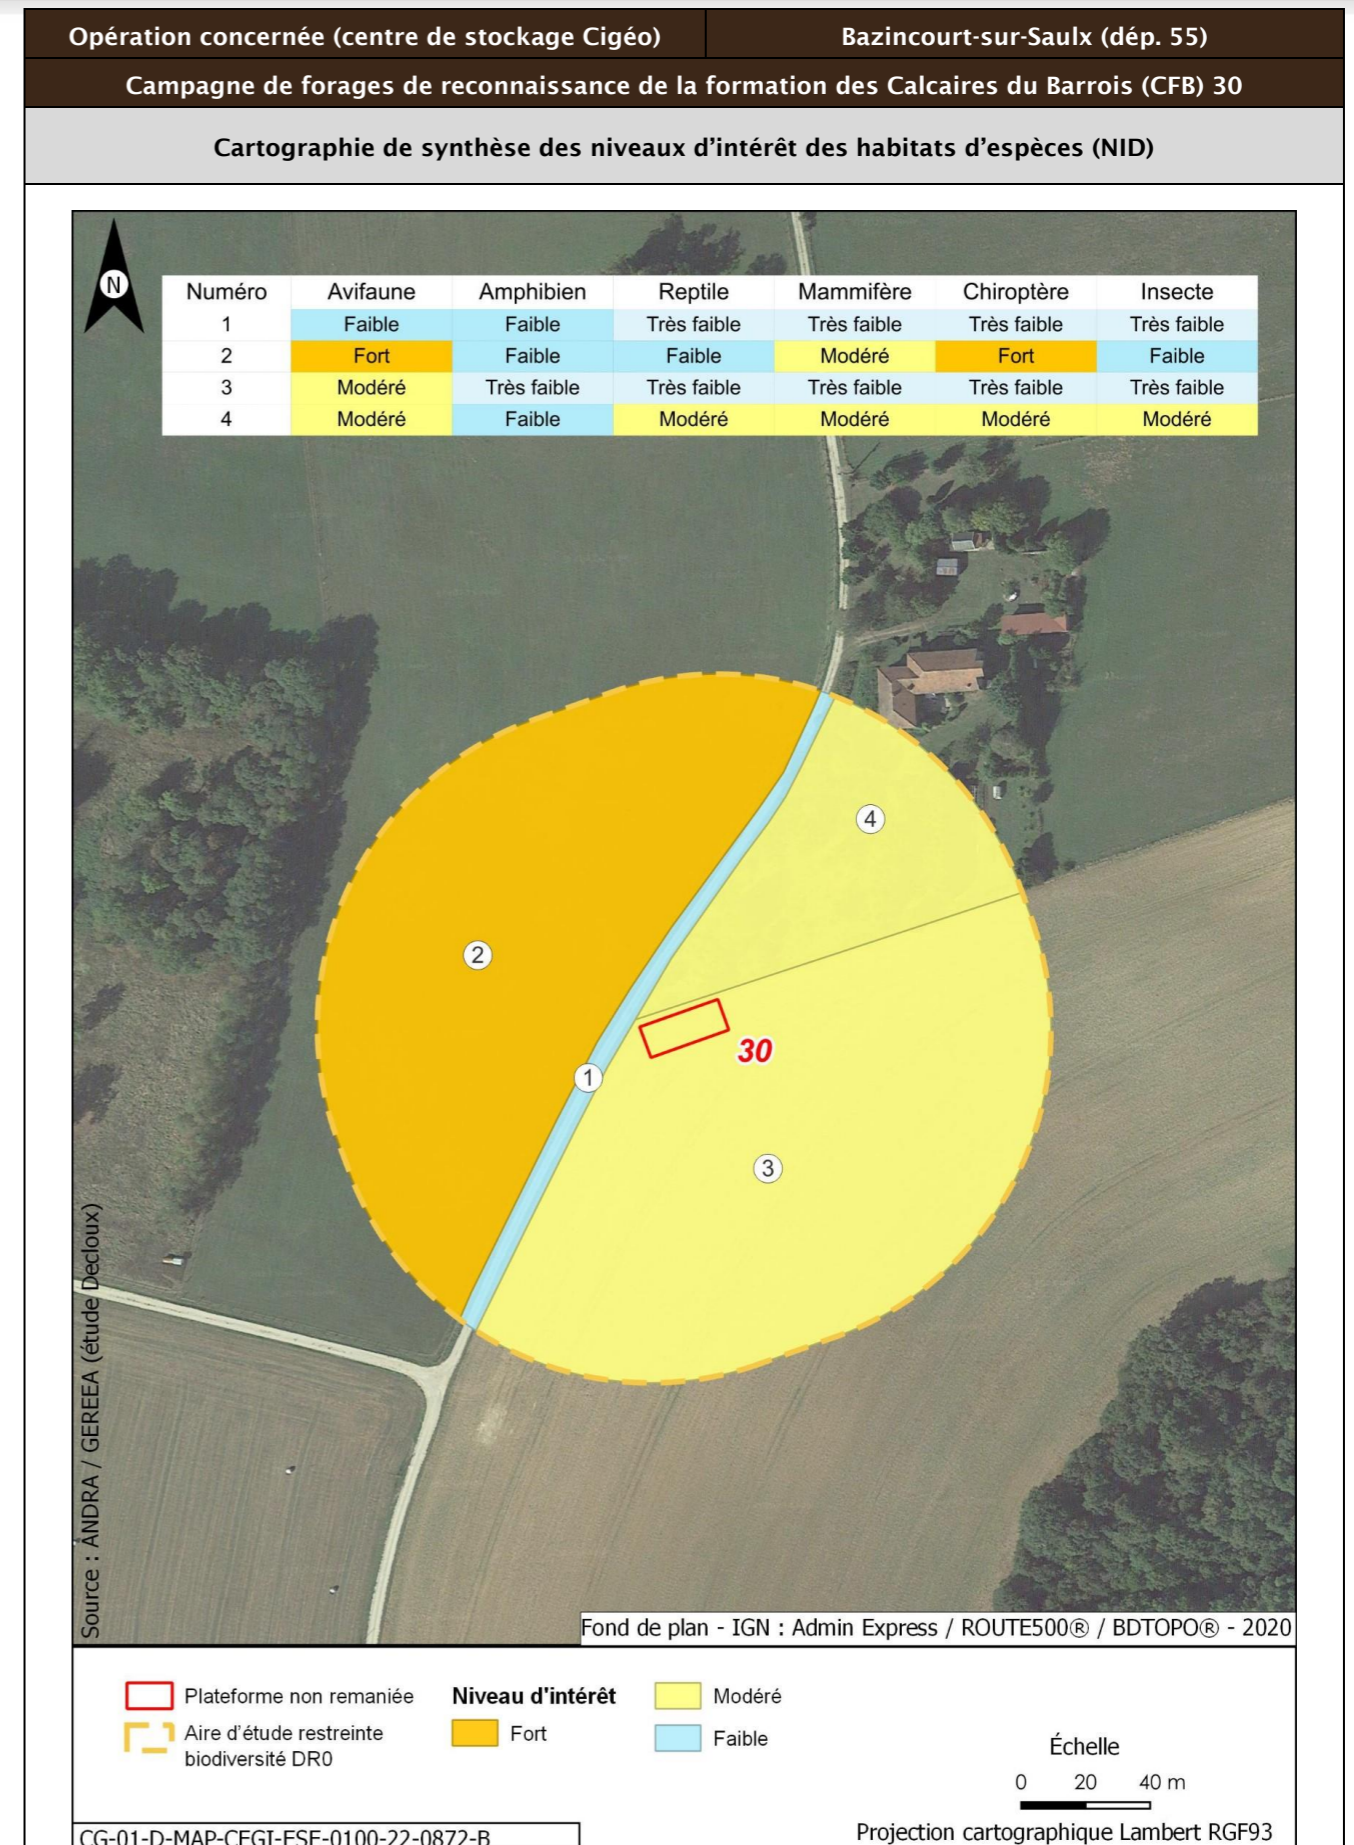 Opération concernée (centre de stockage Cigéo) Bazincourt-sur-Saulx (dép. 55)
Campagne de forages de reconnaissance de la formation des Calcaires du Barrois (CFB) 30
Cartographie de synthèse des niveaux d'intérêt des habitats d'espèces (NID)
N
Numéro Avifaune Amphibien Reptile Mammifère Chiroptère Insecte
1 Faible Faible Très faible Très faible Très faible Très faible
2 Fort Faible Faible Modéré Fort Faible
3 Modéré Très faible Très faible Très faible Très faible Très faible
4 Modéré Faible Modéré Modéré Modéré Modéré
4
2
30
1
3
Source : ANDRA / GEREEA (étude Decloux)
Fond de plan - IGN : Admin Express / ROUTE500® / BDTOPO® - 2020
Plateforme non remaniée Niveau d'intérêt Modéré
Aire d'étude restreinte Fort Faible
biodiversité DR0
Échelle
0 20 40 m
Projection cartographique Lambert RGF93
CG-01-D-MAP-CFGI-ESE-0100-22-0872-B